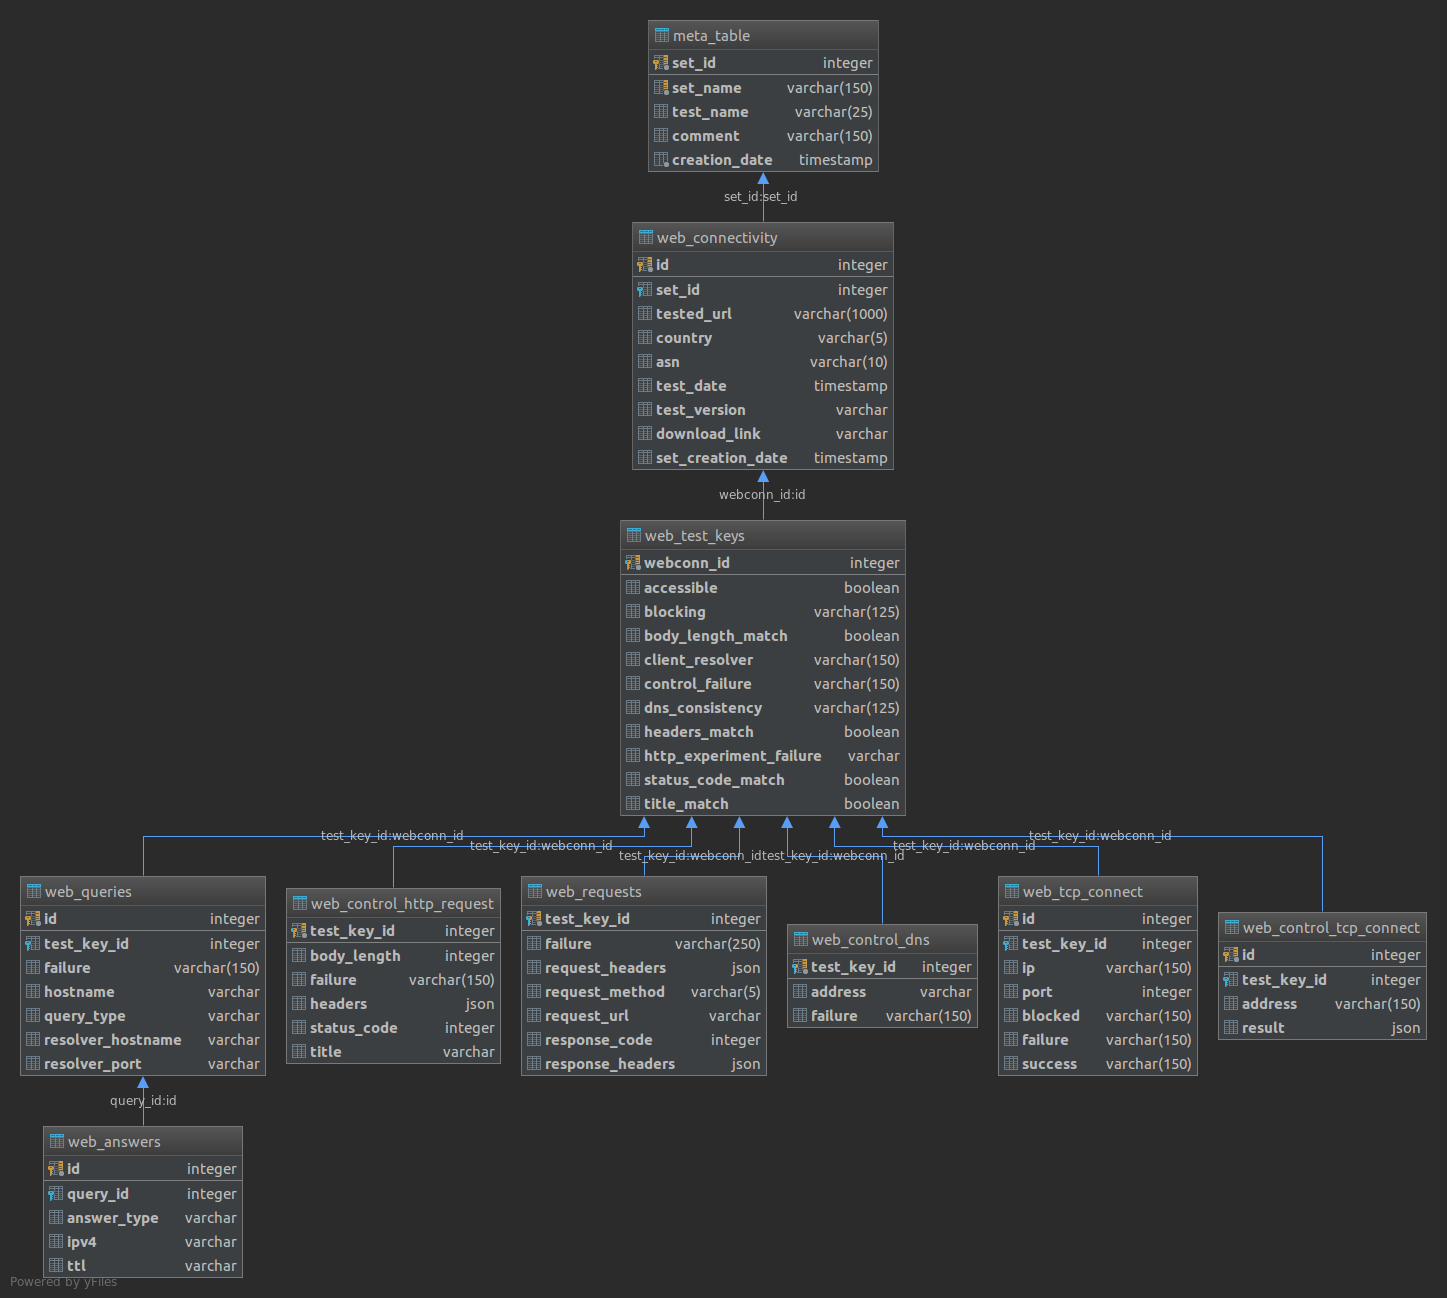 meta_table
set_id integer
set_name varchar(150)
test_name varchar(25)
comment varchar(150)
creation_date timestamp
set_id:set_id
web_connectivity
id integer
set_id integer
tested_url varchar(1000)
country varchar(5)
asn varchar(10)
test_date timestamp
test_version varchar
download_link varchar
set_creation_date timestamp
webconn_id:id
web_test_keys
webconn_id integer
accessible boolean
blocking varchar(125)
body_length_match boolean
client_resolver varchar(150)
control_failure varchar(150)
dns_consistency varchar(125)
headers_match boolean
http_experiment_failure varchar
status_code_match boolean
title_match boolean
test_key_id:webconn_id
test_key_id:webconn_id
test_key_id:webconn_id
test_key_id:webconn_id
test_key_id:webconn_id
test_key_id:webconn_id
web_queries
id integer
test_key_id integer
failure varchar(150)
hostname varchar
query_type varchar
resolver_hostname varchar
resolver_port varchar
web_control_http_request
test_key_id integer
body_length integer
failure varchar(150)
headers json
status_code integer
title varchar
web_requests
test_key_id integer
failure varchar(250)
request_headers json
request_method varchar(5)
request_url varchar
response_code integer
response_headers json
web_control_dns
test_key_id integer
address varchar
failure varchar(150)
web_tcp_connect
id integer
test_key_id integer
ip varchar(150)
port integer
blocked varchar(150)
failure varchar(150)
success varchar(150)
web_control_tcp_connect
id integer
test_key_id integer
address varchar(150)
result json
query_id:id
web_answers
id integer
query_id integer
answer_type varchar
ipv4 varchar
ttl varchar
Powered by yFiles